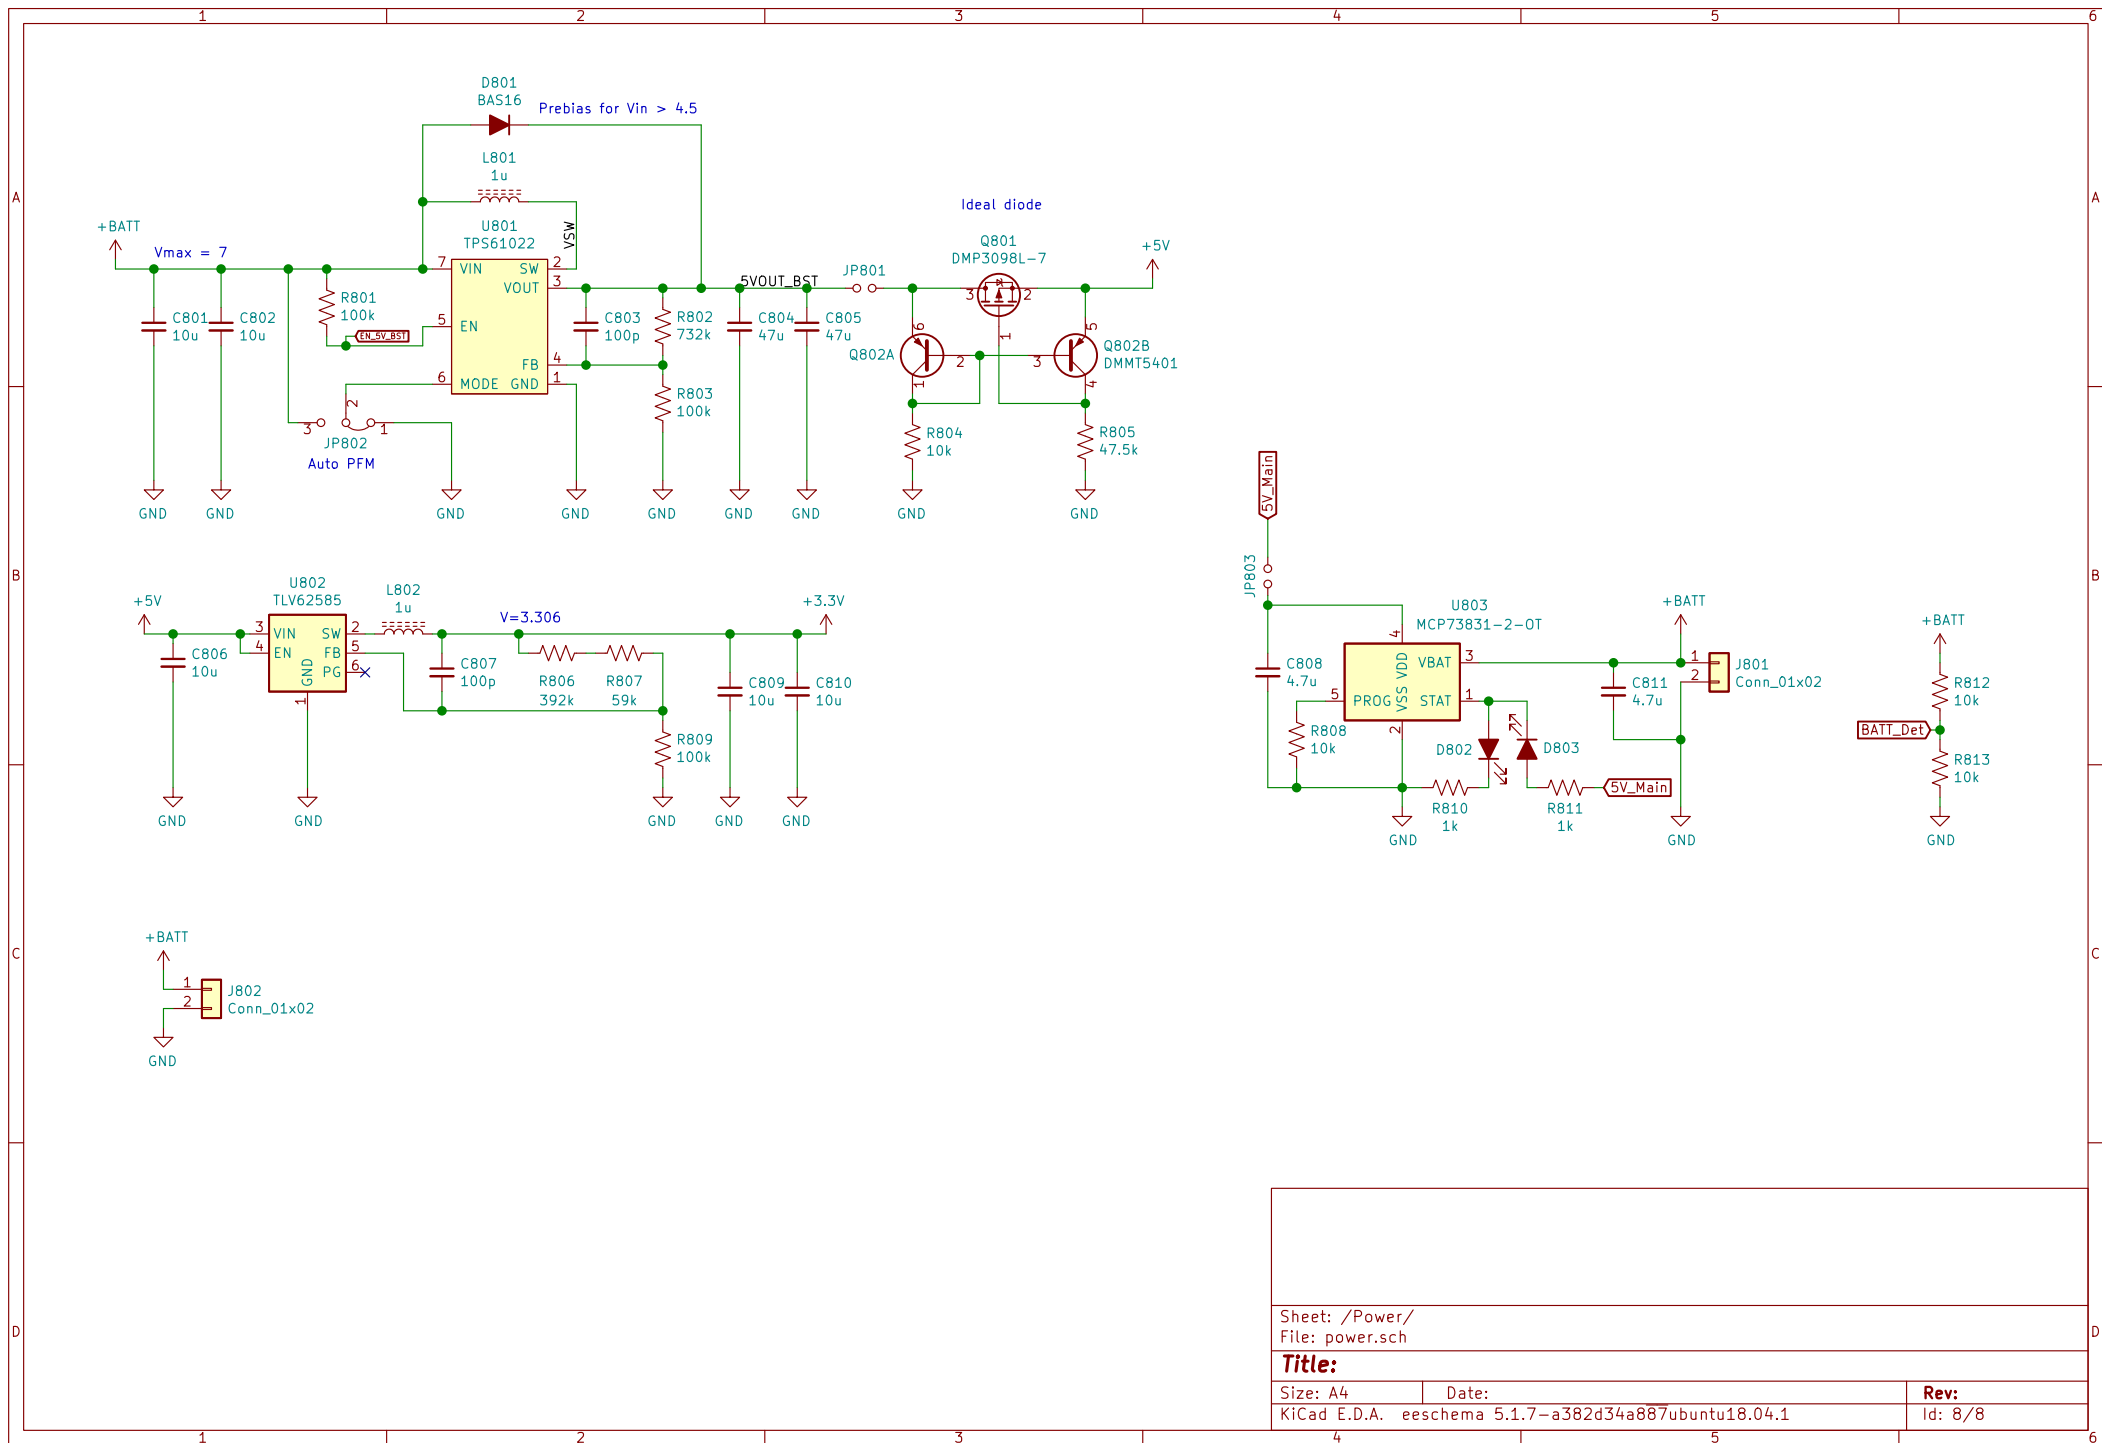 1 2 3 4 5 6
A
B
C
D
A
B
C
D
D801
BAS16
Prebias for Vin > 4.5
L801
1u
+BATT
Vmax = 7
U801
TPS61022
VSW
7 VIN SW 2
VOUT 3
5 EN
FB 4
6 MODE GND 1
C801
10u
C802
10u
R801
100k
EN_5V_BST
3 2 1
JP802
Auto PFM
C803
100p
R802
732k
R803
100k
5VOUT_BST
C804
47u
C805
47u
JP801
Ideal diode
Q801
DMP3098L-7
3 2 1
+5V
Q802A
6 2 1
Q802B
DMMT5401
5 3 4
R804
10k
R805
47.5k
GND GND GND GND GND GND GND GND GND
+5V
U802
TLV62585
L802
1u
V=3.306
+3.3V
3 VIN SW 2
4 EN FB 5
PG 6
GND
1
C806
10u
C807
100p
R806
392k
R807
59k
C809
10u
C810
10u
R809
100k
GND GND GND GND GND
5V_Main
JP803
U803
MCP73831-2-OT
4
VDD
VBAT 3
5 PROG STAT 1
VSS
2
C808
4.7u
R808
10k
D802
D803
R810
1k
R811
1k
5V_Main
GND
+BATT
C811
4.7u
1
2
J801
Conn_01x02
GND
+BATT
R812
10k
BATT_Det
R813
10k
GND
+BATT
1
2
J802
Conn_01x02
GND
Sheet: /Power/
File: power.sch
Title:
Size: A4 Date: Rev:
KiCad E.D.A. eeschema 5.1.7-a382d34a887ubuntu18.04.1 Id: 8/8
1 2 3 4 5 6